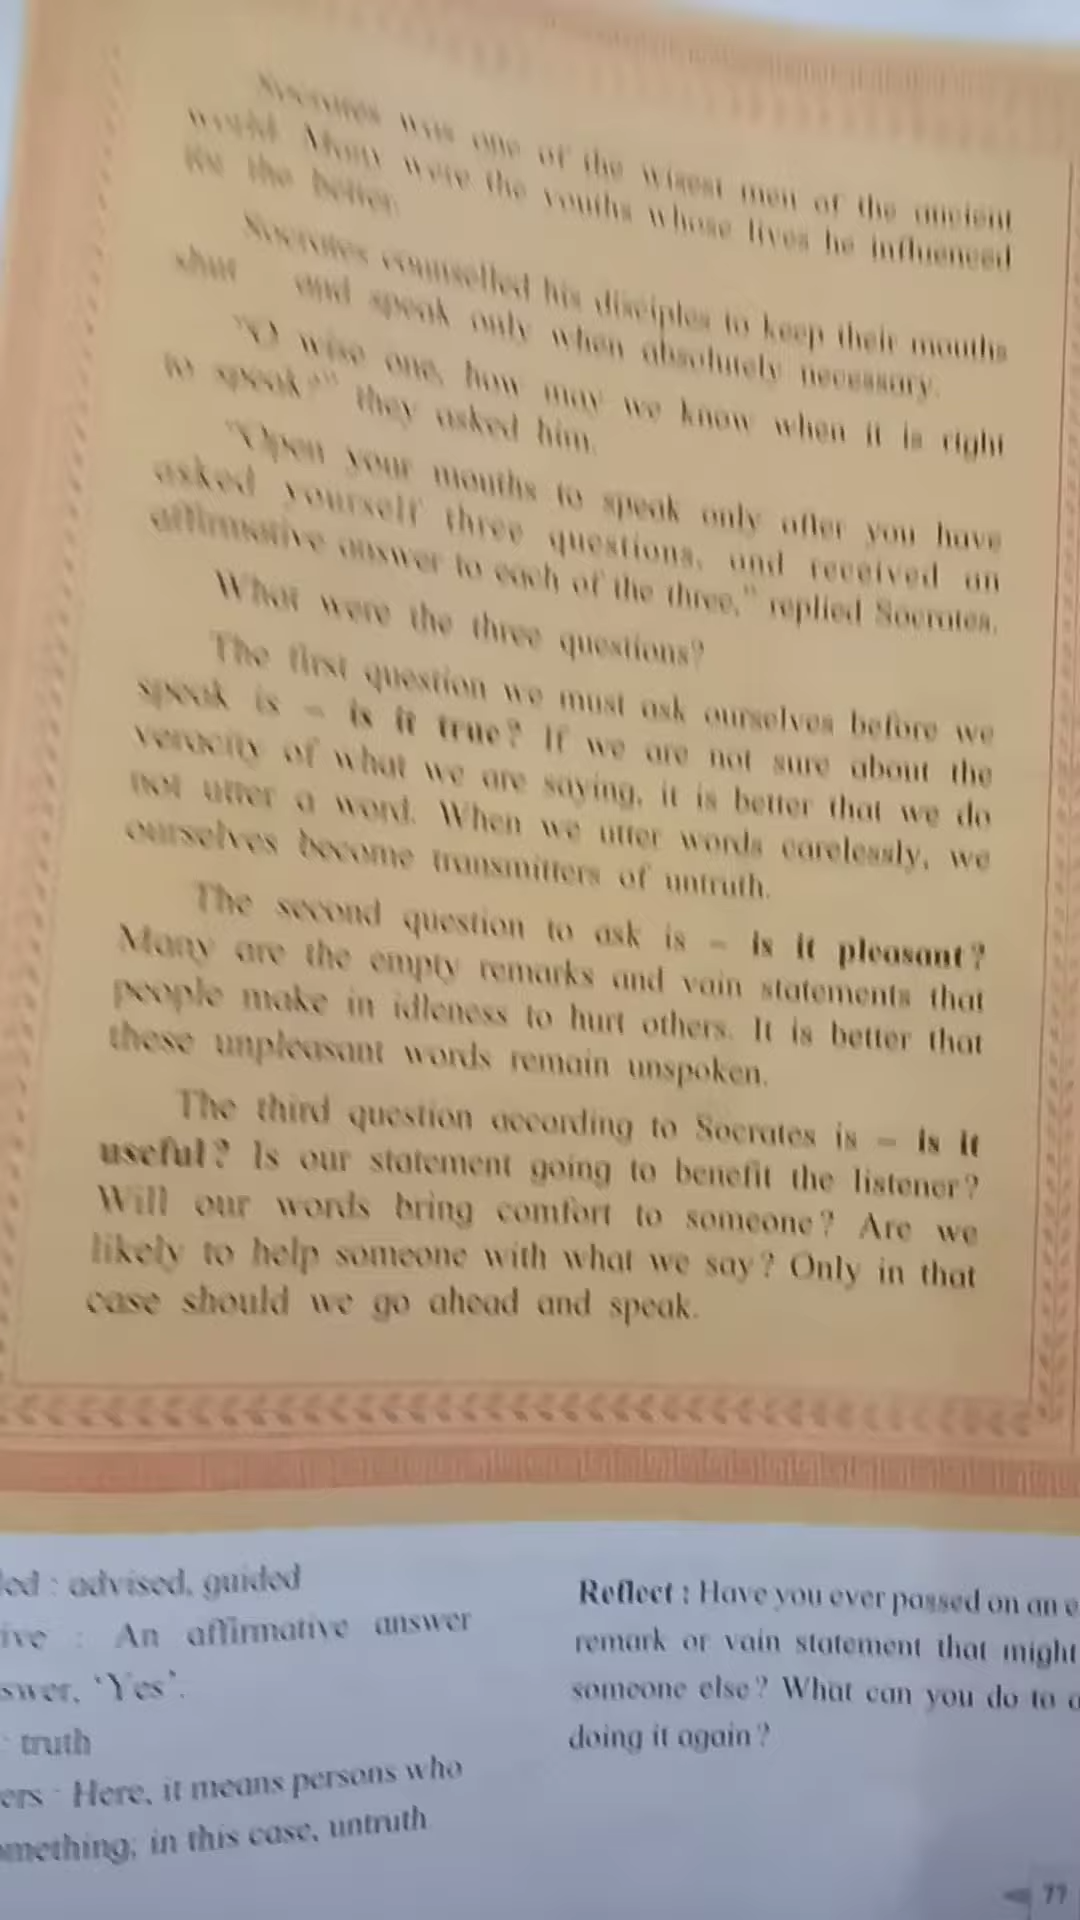 Socrates was one of the wisest men of the ancient
world. Many were the youths whose lives he influenced
for the better.
Socrates counselled his disciples to keep their mouths
shut and speak only when absolutely necessary.
"O wise one, how may we know when it is right
to speak?" they asked him.
"Open your mouths to speak only after you have
asked yourself three questions, and received an
affirmative answer to each of the three," replied Socrates.
What were the three questions?
The first question we must ask ourselves before we
speak is – is it true? If we are not sure about the
veracity of what we are saying, it is better that we do
not utter a word. When we utter words carelessly, we
ourselves become transmitters of untruth.
The second question to ask is – is it pleasant?
Many are the empty remarks and vain statements that
people make in idleness to hurt others. It is better that
these unpleasant words remain unspoken.
The third question according to Socrates is – is it
useful? Is our statement going to benefit the listener?
Will our words bring comfort to someone? Are we
likely to help someone with what we say? Only in that
case should we go ahead and speak.
led : advised, guided
ive : An affirmative answer
swer, 'Yes'.
: truth
ers : Here, it means persons who
omething; in this case, untruth
Reflect : Have you ever passed on an e
remark or vain statement that might
someone else? What can you do to a
doing it again?
77